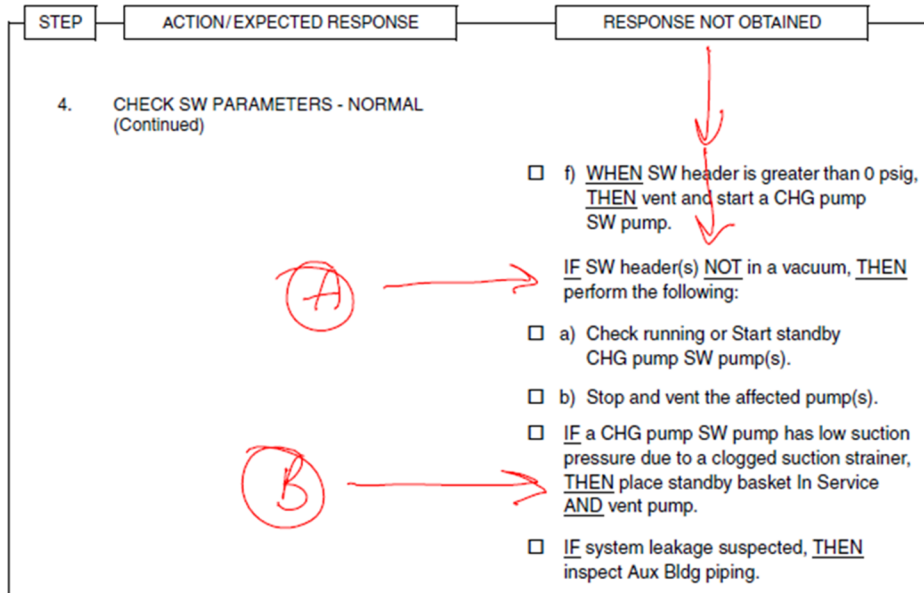 STEP
ACTION/EXPECTED RESPONSE
RESPONSE NOT OBTAINED
4. CHECK SW PARAMETERS - NORMAL
(Continued)
☐ f) WHEN SW header is greater than 0 psig,
THEN vent and start a CHG pump
SW pump.
A
IF SW header(s) NOT in a vacuum, THEN
perform the following:
☐ a) Check running or Start standby
CHG pump SW pump(s).
☐ b) Stop and vent the affected pump(s).
B
☐ IF a CHG pump SW pump has low suction
pressure due to a clogged suction strainer,
THEN place standby basket In Service
AND vent pump.
☐ IF system leakage suspected, THEN
inspect Aux Bldg piping.